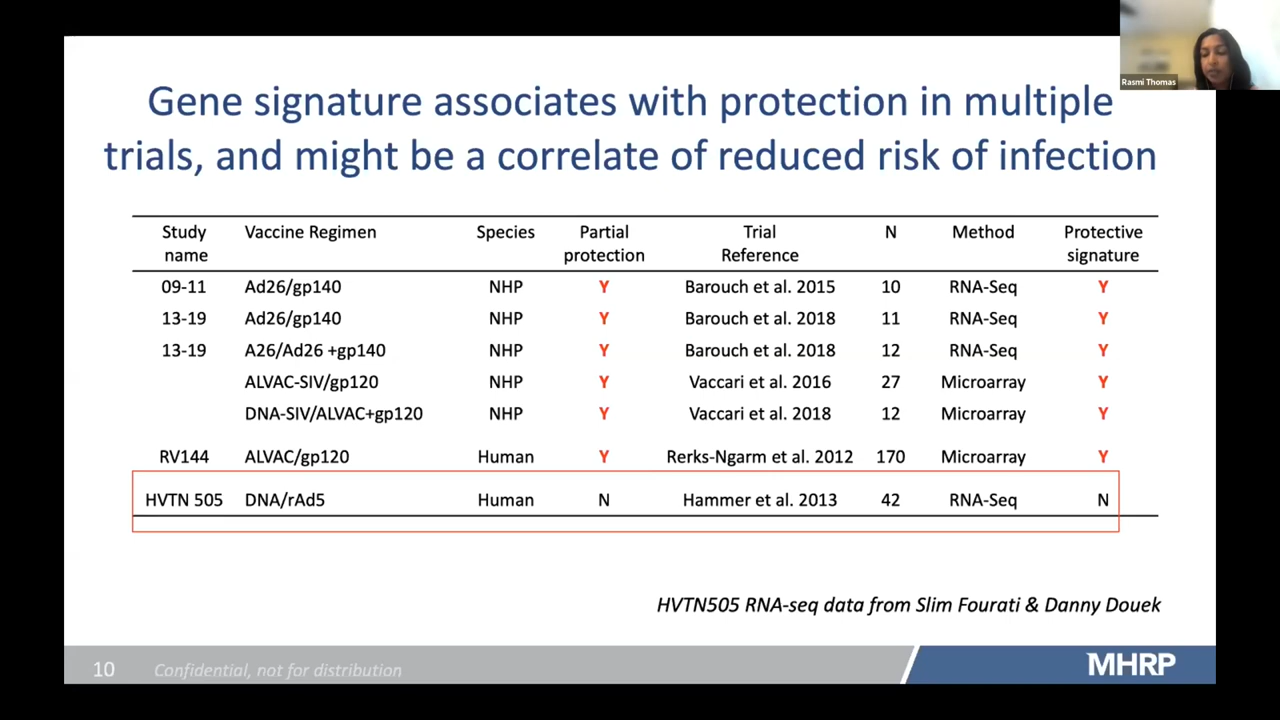 Rasmi Thomas
Gene signature associates with protection in multiple
trials, and might be a correlate of reduced risk of infection
Study name Vaccine Regimen Species Partial protection Trial Reference N Method Protective signature
09-11 Ad26/gp140 NHP Y Barouch et al. 2015 10 RNA-Seq Y
13-19 Ad26/gp140 NHP Y Barouch et al. 2018 11 RNA-Seq Y
13-19 A26/Ad26 +gp140 NHP Y Barouch et al. 2018 12 RNA-Seq Y
ALVAC-SIV/gp120 NHP Y Vaccari et al. 2016 27 Microarray Y
DNA-SIV/ALVAC+gp120 NHP Y Vaccari et al. 2018 12 Microarray Y
RV144 ALVAC/gp120 Human Y Rerks-Ngarm et al. 2012 170 Microarray Y
HVTN 505 DNA/rAd5 Human N Hammer et al. 2013 42 RNA-Seq N
HVTN505 RNA-seq data from Slim Fourati & Danny Douek
10 Confidential, not for distribution
MHRP